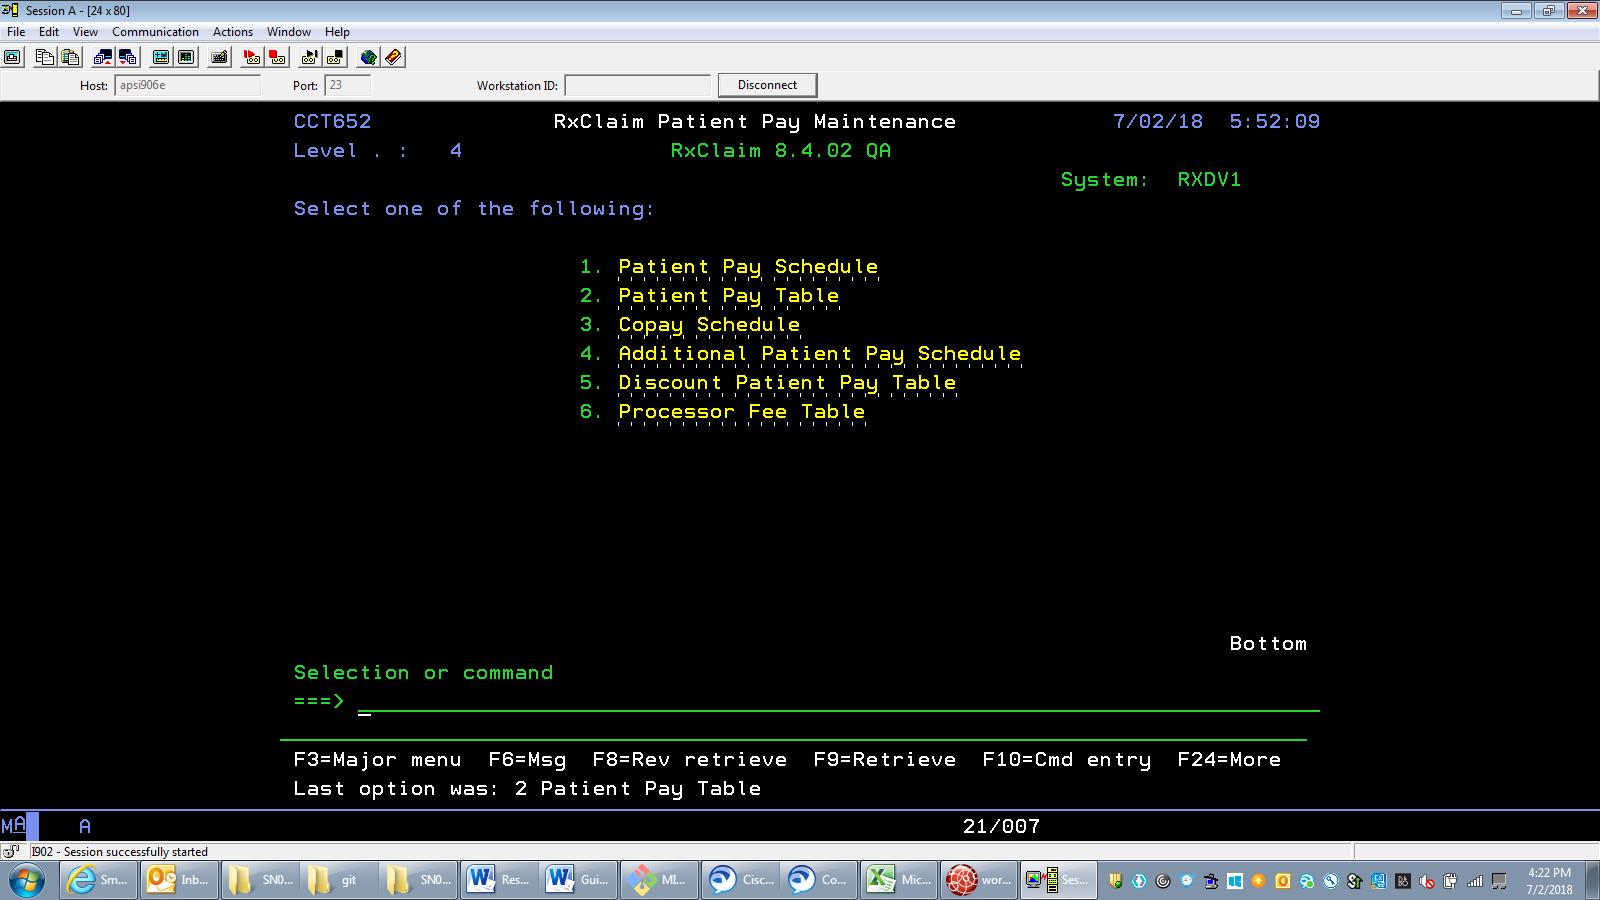 Session A - [24 x 80]
File Edit View Communication Actions Window Help
Host: apsi906e Port: 23 Workstation ID: Disconnect
CCT652 RxClaim Patient Pay Maintenance 7/02/18 5:52:09
Level . : 4 RxClaim 8.4.02 QA
System: RXDV1
Select one of the following:
1. Patient Pay Schedule
2. Patient Pay Table
3. Copay Schedule
4. Additional Patient Pay Schedule
5. Discount Patient Pay Table
6. Processor Fee Table
Bottom
Selection or command
===>
F3=Major menu F6=Msg F8=Rev retrieve F9=Retrieve F10=Cmd entry F24=More
Last option was: 2 Patient Pay Table
MA A 21/007
I902 - Session successfully started
Sm... Inb... SN0... git SN0... Res... Gui... MI... Cisc... Co... Mic... wor... Ses... 4:22 PM
7/2/2018